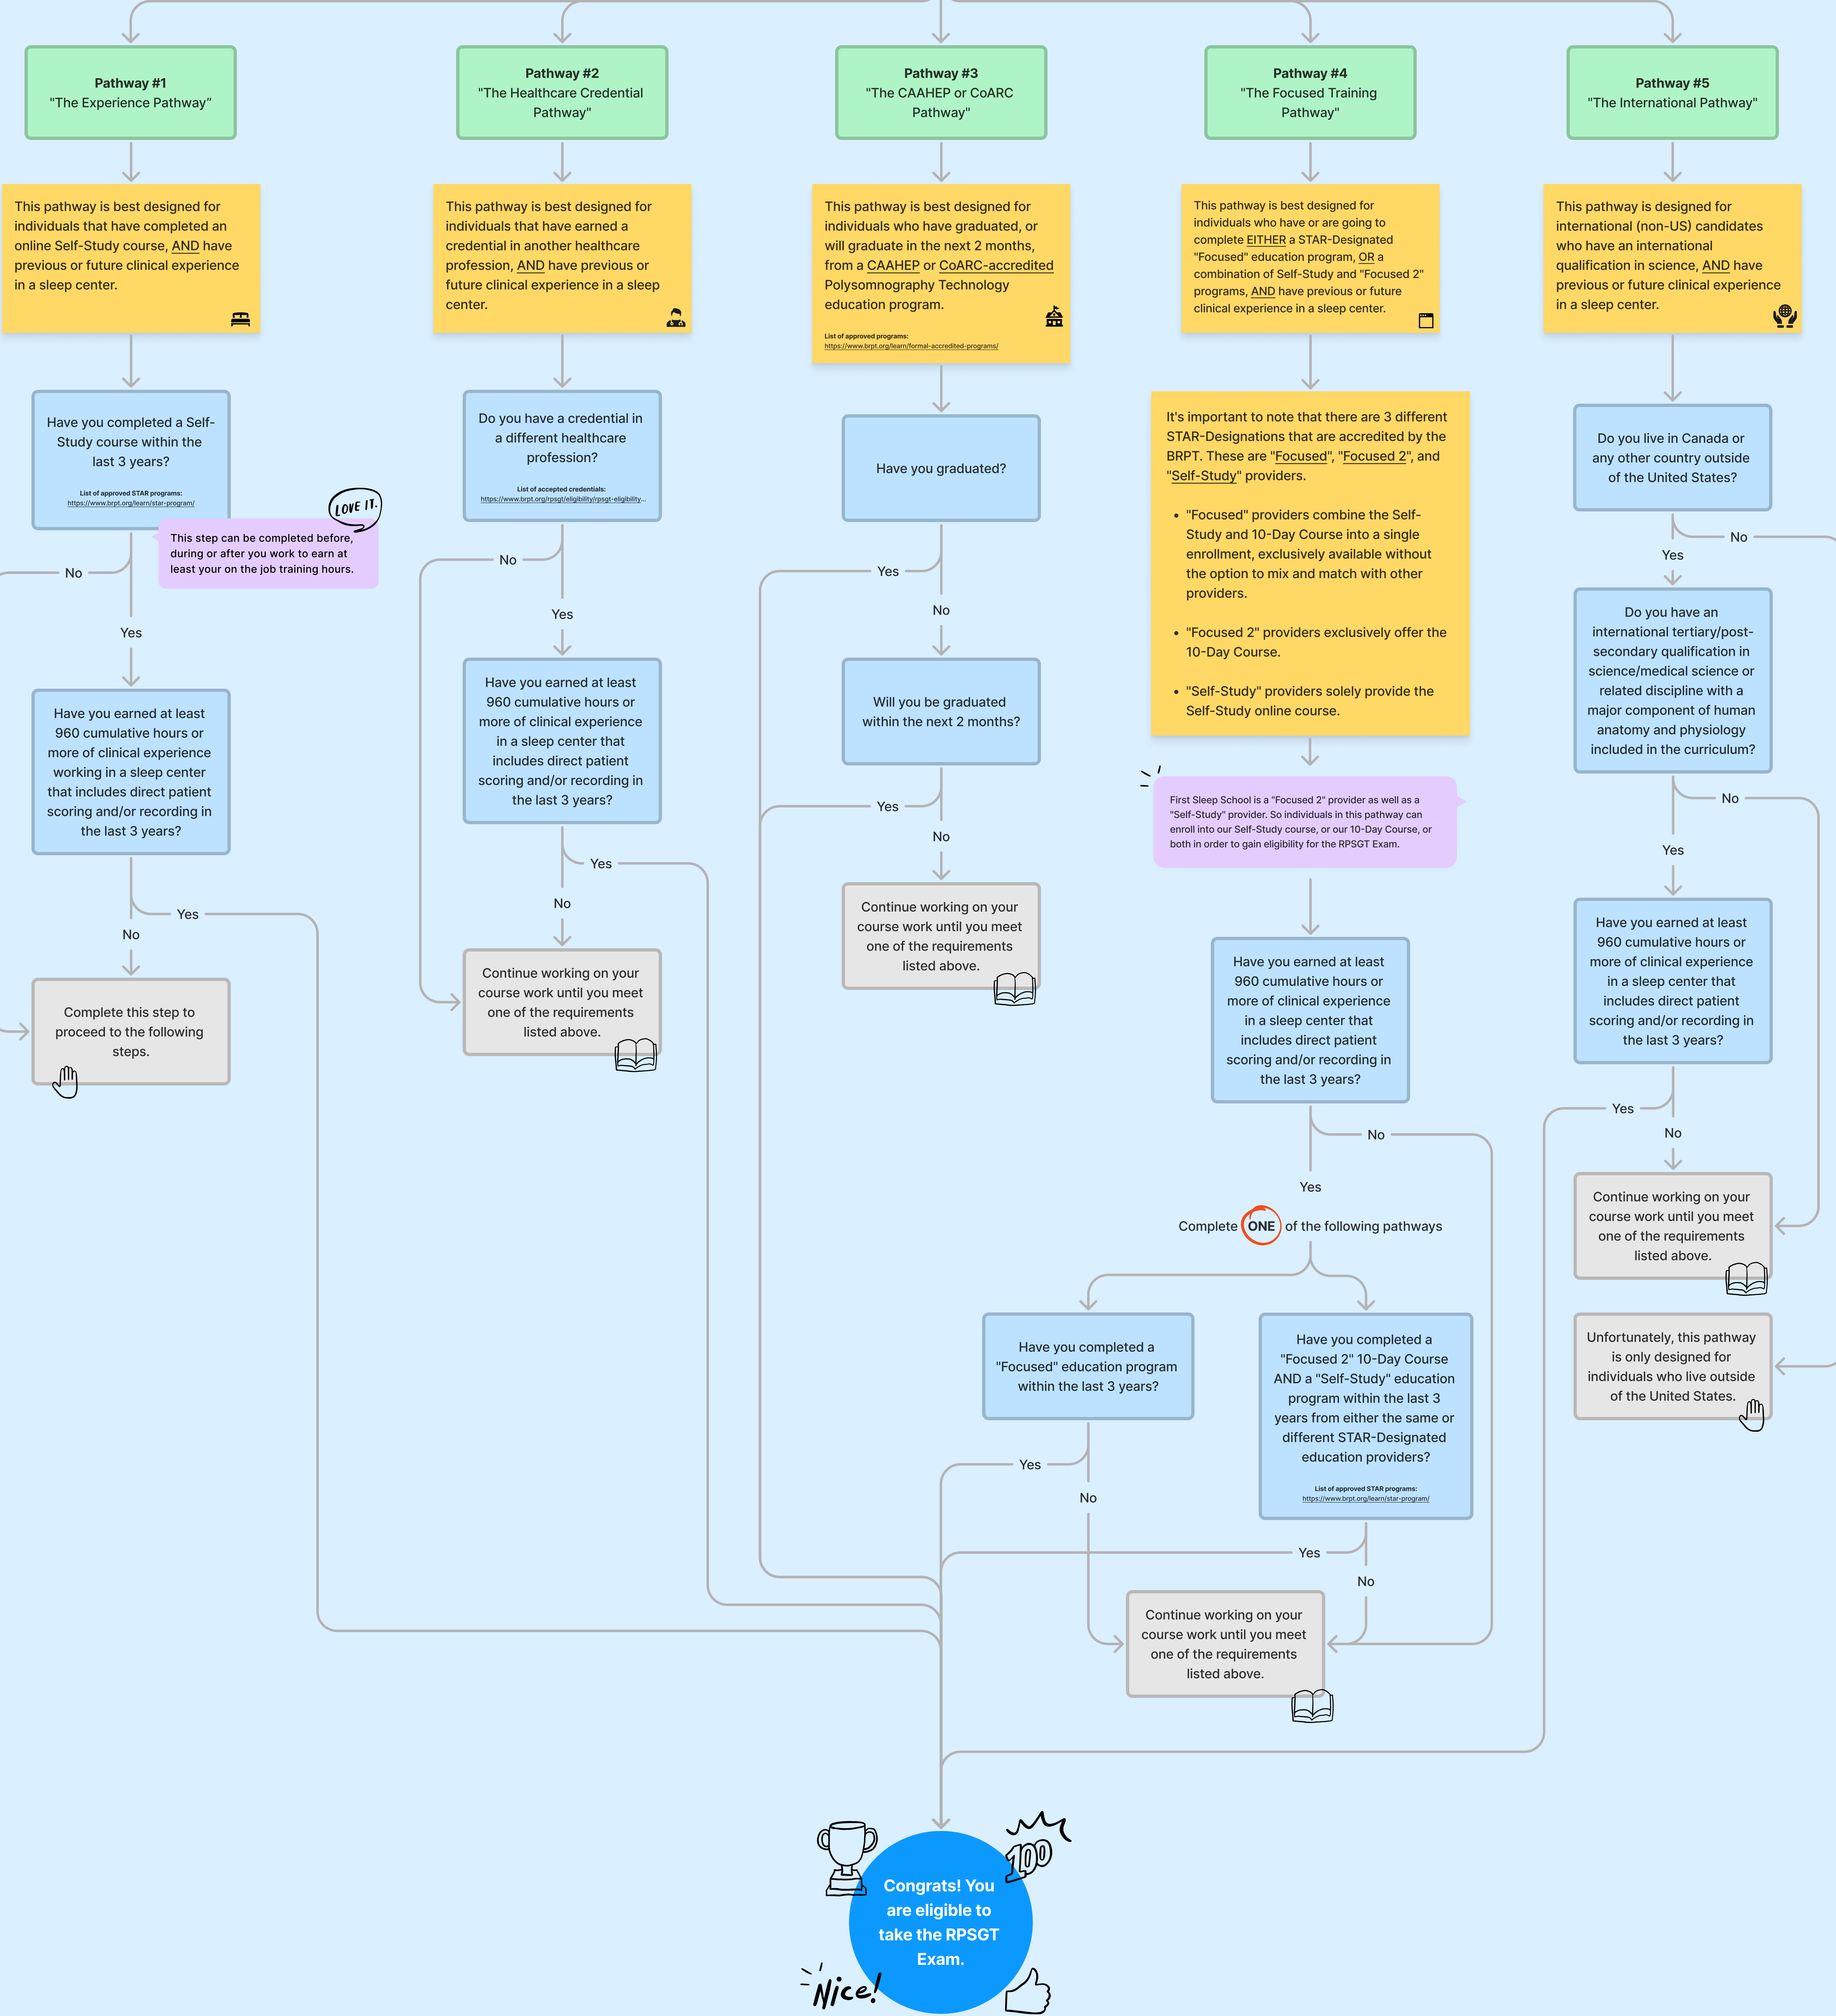 Pathway #1
"The Experience Pathway"
This pathway is best designed for
individuals that have completed an
online Self-Study course, AND have
previous or future clinical experience
in a sleep center.
Have you completed a Self-
Study course within the
last 3 years?
List of approved STAR programs:
https://www.brpt.org/learn/star-program/
LOVE IT.
This step can be completed before,
during or after you work to earn at
least your on the job training hours.
No
Yes
Have you earned at least
960 cumulative hours or
more of clinical experience
working in a sleep center
that includes direct patient
scoring and/or recording in
the last 3 years?
Yes
No
Complete this step to
proceed to the following
steps.
Pathway #2
"The Healthcare Credential
Pathway"
This pathway is best designed for
individuals that have earned a
credential in another healthcare
profession, AND have previous or
future clinical experience in a sleep
center.
Do you have a credential in
a different healthcare
profession?
List of accepted credentials:
https://www.brpt.org/rpsgt/eligibility/rpsgt-eligibility...
No
Yes
Have you earned at least
960 cumulative hours or
more of clinical experience
in a sleep center that
includes direct patient
scoring and/or recording in
the last 3 years?
Yes
No
Continue working on your
course work until you meet
one of the requirements
listed above.
Pathway #3
"The CAAHEP or CoARC
Pathway"
This pathway is best designed for
individuals who have graduated, or
will graduate in the next 2 months,
from a CAAHEP or CoARC-accredited
Polysomnography Technology
education program.
List of approved programs:
https://www.brpt.org/learn/formal-accredited-programs/
Have you graduated?
Yes
No
Will you be graduated
within the next 2 months?
Yes
No
Continue working on your
course work until you meet
one of the requirements
listed above.
Pathway #4
"The Focused Training
Pathway"
This pathway is best designed for
individuals who have or are going to
complete EITHER a STAR-Designated
"Focused" education program, OR a
combination of Self-Study and "Focused 2"
programs, AND have previous or future
clinical experience in a sleep center.
It's important to note that there are 3 different
STAR-Designations that are accredited by the
BRPT. These are "Focused", "Focused 2", and
"Self-Study" providers.
• "Focused" providers combine the Self-
Study and 10-Day Course into a single
enrollment, exclusively available without
the option to mix and match with other
providers.
• "Focused 2" providers exclusively offer the
10-Day Course.
• "Self-Study" providers solely provide the
Self-Study online course.
First Sleep School is a "Focused 2" provider as well as a
"Self-Study" provider. So individuals in this pathway can
enroll into our Self-Study course, or our 10-Day Course, or
both in order to gain eligibility for the RPSGT Exam.
Have you earned at least
960 cumulative hours or
more of clinical experience
in a sleep center that
includes direct patient
scoring and/or recording in
the last 3 years?
No
Yes
Complete ONE of the following pathways
Have you completed a
"Focused" education program
within the last 3 years?
Yes
No
Have you completed a
"Focused 2" 10-Day Course
AND a "Self-Study" education
program within the last 3
years from either the same or
different STAR-Designated
education providers?
List of approved STAR programs:
https://www.brpt.org/learn/star-program/
Yes
No
Continue working on your
course work until you meet
one of the requirements
listed above.
Pathway #5
"The International Pathway"
This pathway is designed for
international (non-US) candidates
who have an international
qualification in science, AND have
previous or future clinical experience
in a sleep center.
Do you live in Canada or
any other country outside
of the United States?
No
Yes
Do you have an
international tertiary/post-
secondary qualification in
science/medical science or
related discipline with a
major component of human
anatomy and physiology
included in the curriculum?
No
Yes
Have you earned at least
960 cumulative hours or
more of clinical experience
in a sleep center that
includes direct patient
scoring and/or recording in
the last 3 years?
Yes
No
Continue working on your
course work until you meet
one of the requirements
listed above.
Unfortunately, this pathway
is only designed for
individuals who live outside
of the United States.
100
Congrats! You
are eligible to
take the RPSGT
Exam.
Nice!